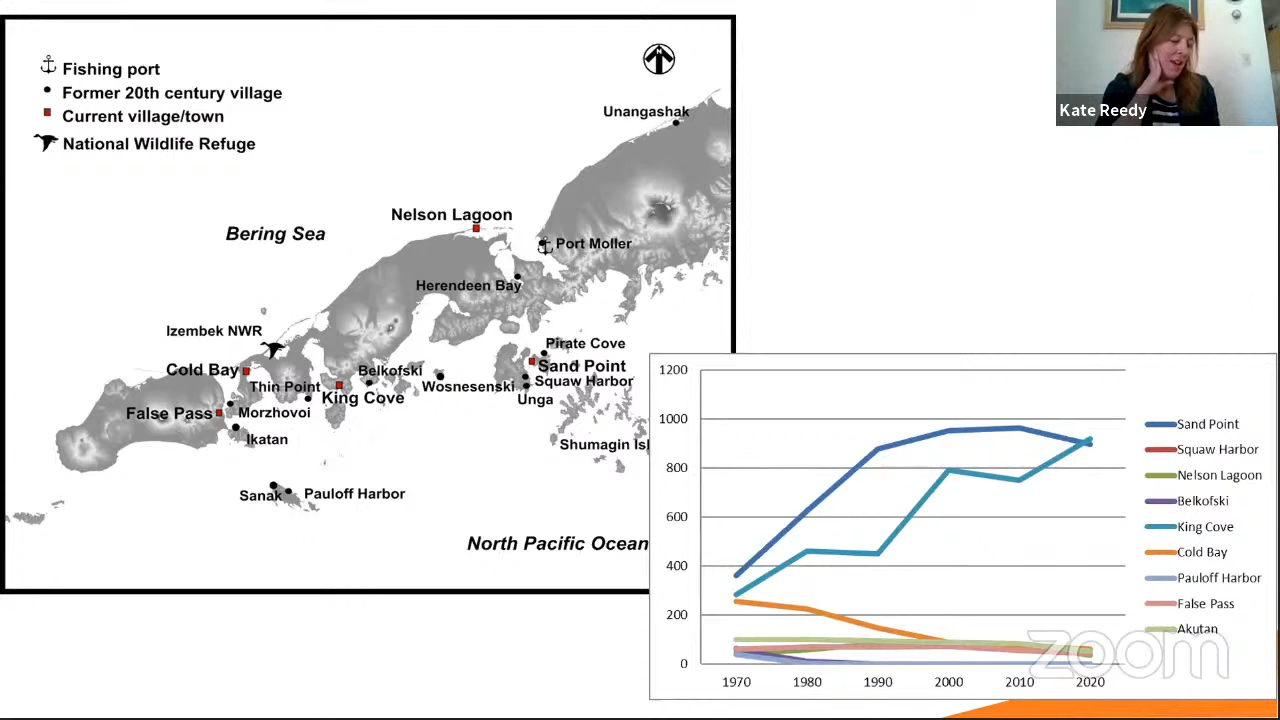 Fishing port
Former 20th century village
Current village/town
National Wildlife Refuge
N
Unangashak
Nelson Lagoon
Bering Sea
Port Moller
Herendeen Bay
Izembek NWR
Pirate Cove
Cold Bay
Belkofski
Sand Point
Thin Point
Wosnesenski
Squaw Harbor
King Cove
Unga
False Pass
Morzhovoi
Ikatan
Shumagin Isl
Sanak
Pauloff Harbor
North Pacific Ocean
Kate Reedy
1200
1000
800
600
400
200
0
1970 1980 1990 2000 2010 2020
Sand Point
Squaw Harbor
Nelson Lagoon
Belkofski
King Cove
Cold Bay
Pauloff Harbor
False Pass
Akutan
zoom